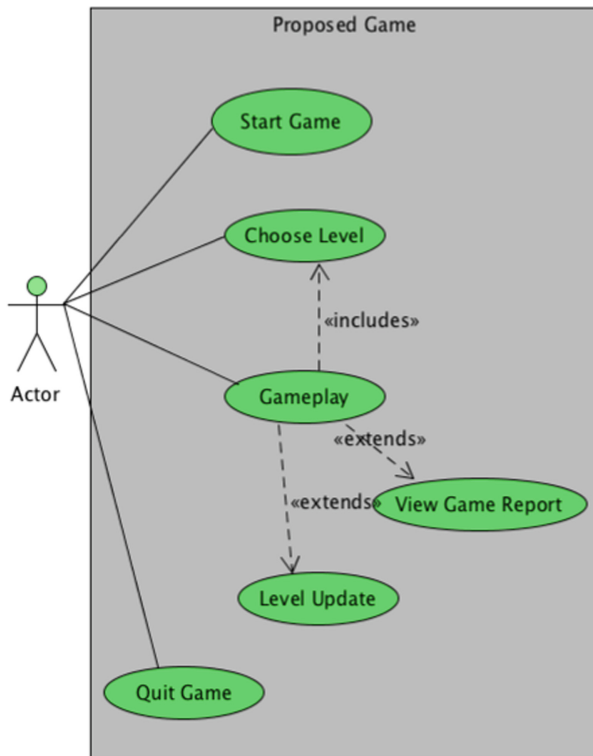 Proposed Game
Start Game
Choose Level
«includes»
Actor
Gameplay
«extends»
«extends»
View Game Report
Level Update
Quit Game